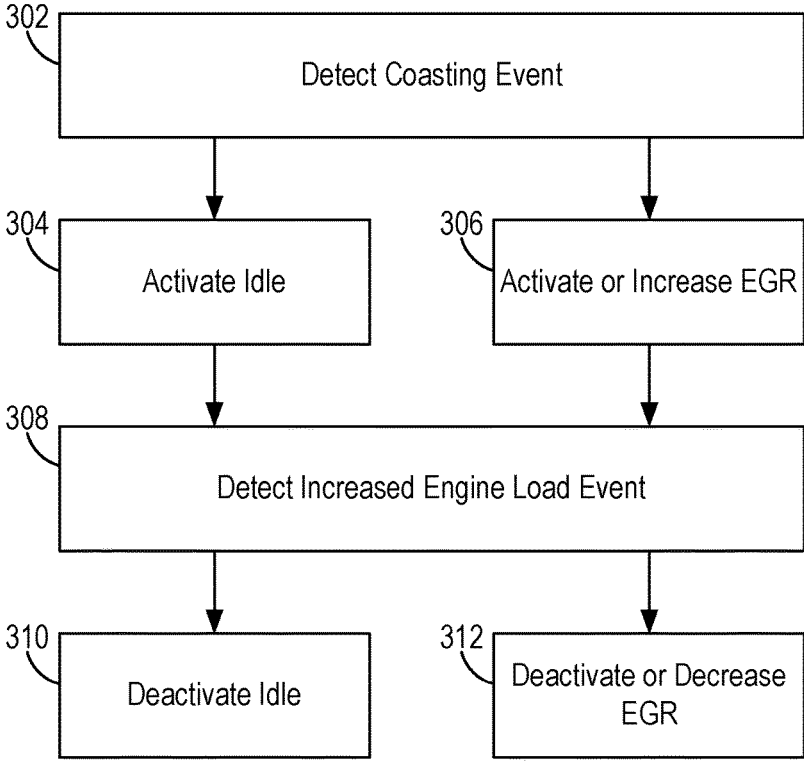 302
Detect Coasting Event
304
Activate Idle
306
Activate or Increase EGR
308
Detect Increased Engine Load Event
310
Deactivate Idle
312
Deactivate or Decrease
EGR